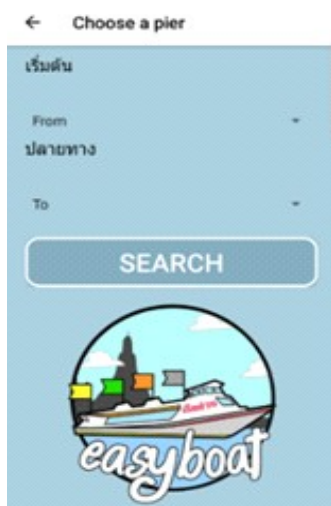 Choose a pier
เริ่มต้น
From
ปลายทาง
To
SEARCH
easyboat